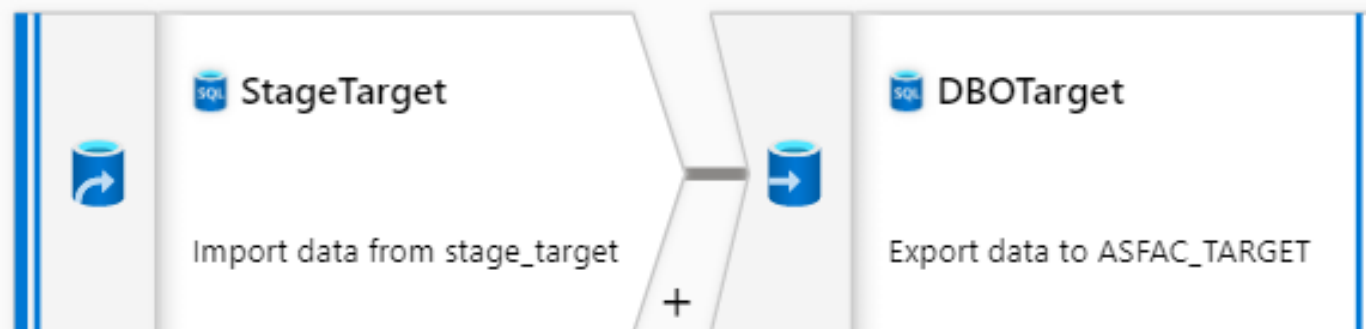 SQL StageTarget
Import data from stage_target
+
SQL DBOTarget
Export data to ASFAC_TARGET